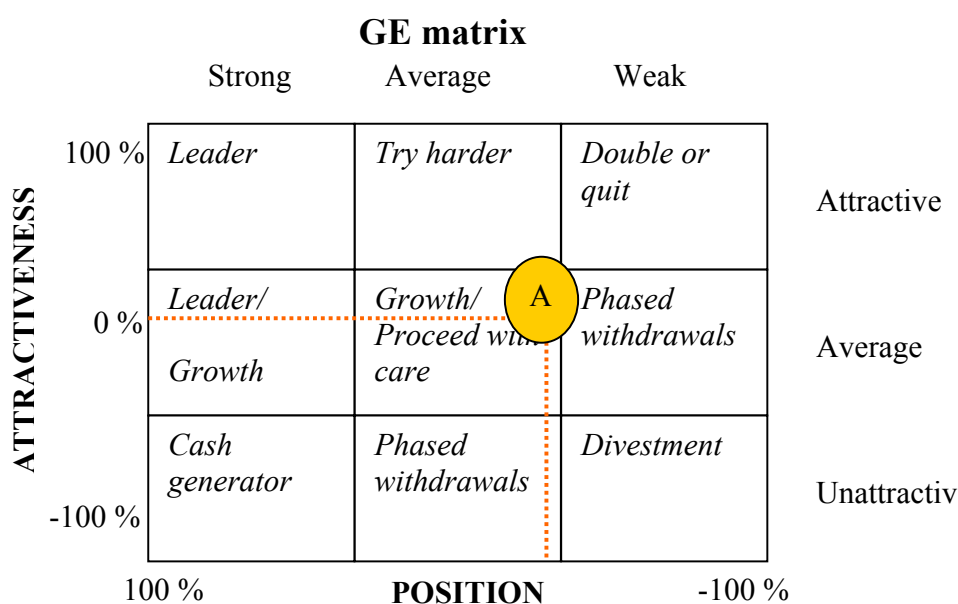 GE matrix
Strong Average Weak
100 %
Leader
Try harder
Double or
quit
Attractive
ATTRACTIVENESS
0 %
Leader/
Growth
Growth/
Proceed with
care
A
Phased
withdrawals
Average
Cash
generator
Phased
withdrawals
Divestment
Unattractiv
-100 %
100 %
POSITION
-100 %